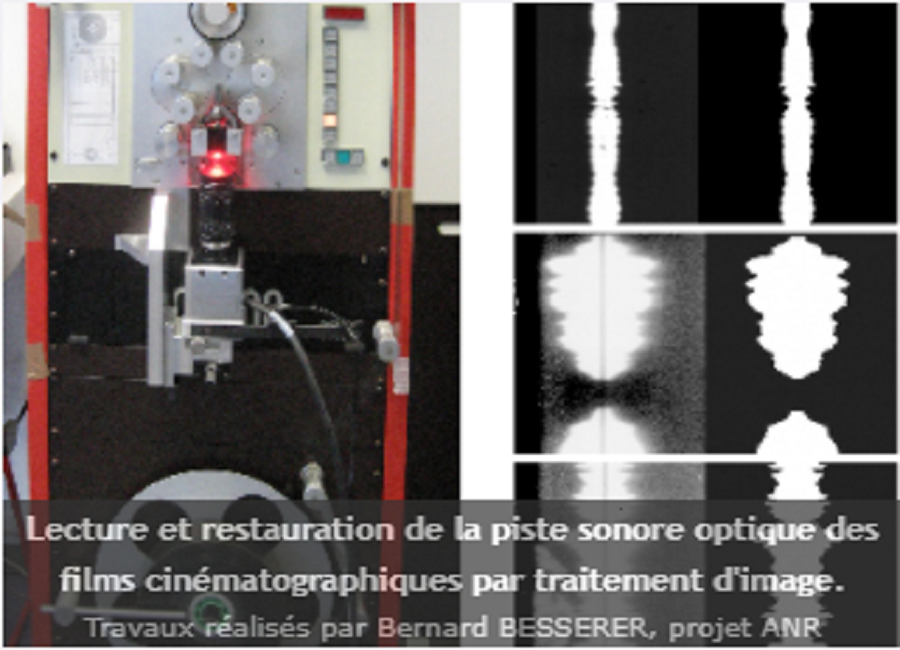 Lecture et restauration de la piste sonore optique des
films cinématographiques par traitement d'image.
Travaux réalisés par Bernard BESSERER, projet ANR